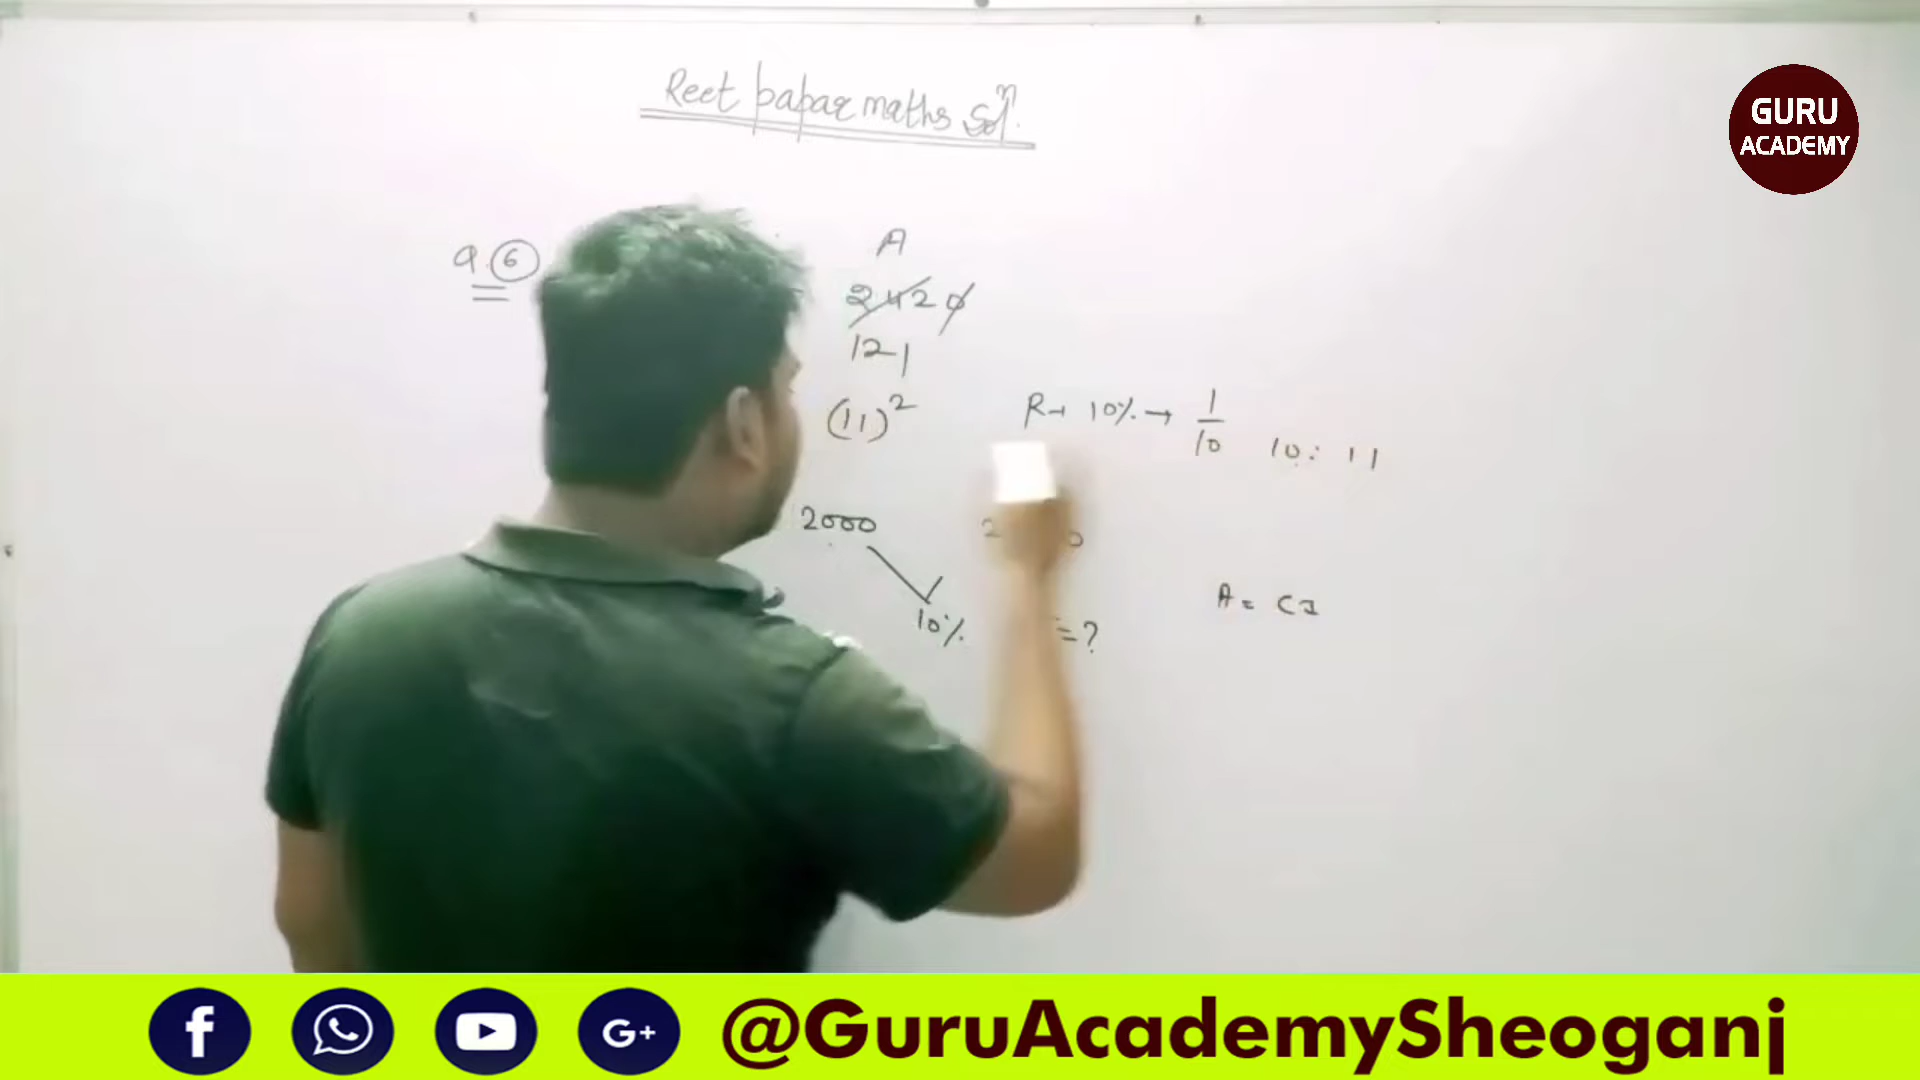 Reet papar maths solⁿ.
GURU
ACADEMY
Q. 6
A
2420
121
(11)²
R→ 10% → 1/10
10 : 11
2000
10%
=?
A = CI
@GuruAcademySheoganj